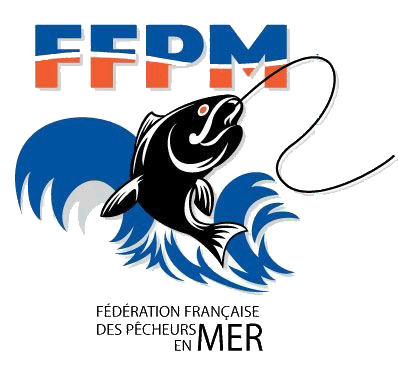 FFPM
FÉDÉRATION FRANÇAISE
DES PÊCHEURS
EN MER